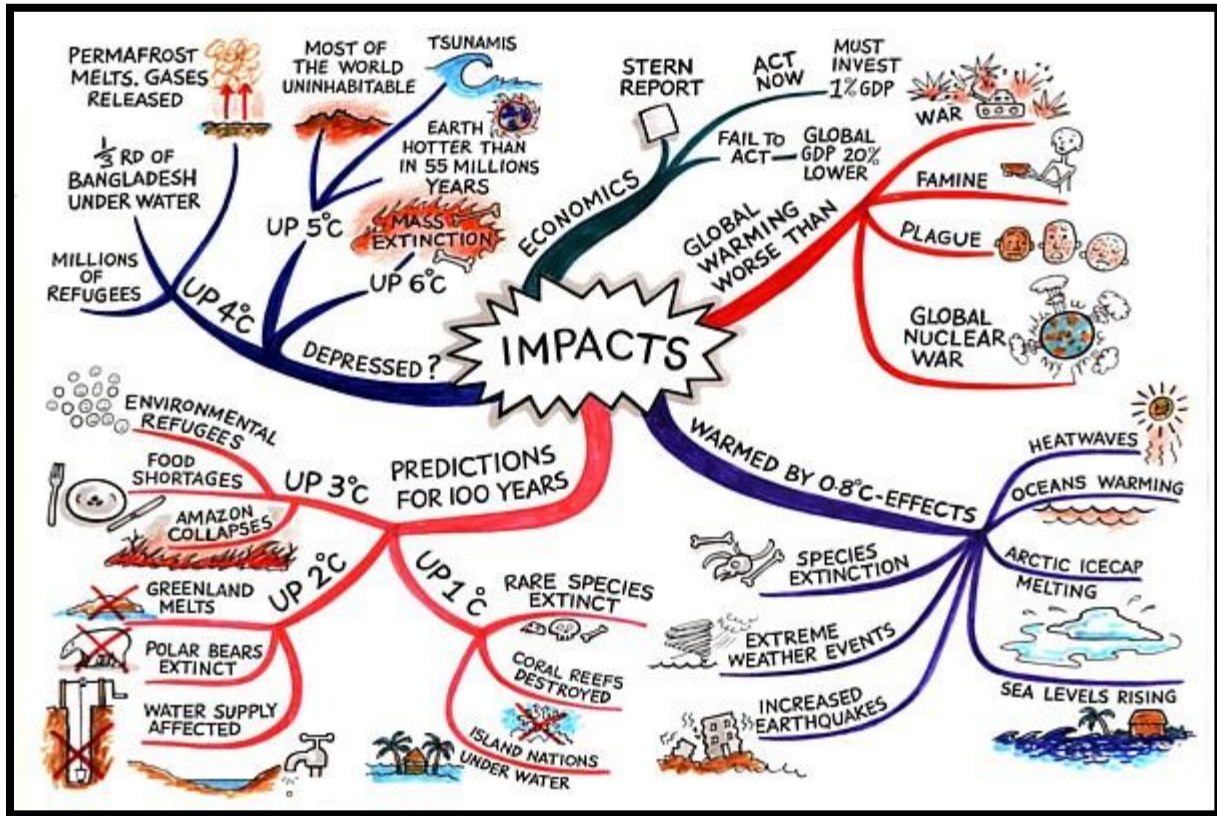 IMPACTS
ECONOMICS
STERN
REPORT
ACT
NOW
MUST
INVEST
1% GDP
FAIL TO
ACT
GLOBAL
GDP 20%
LOWER
GLOBAL
WARMING
WORSE THAN
WAR
FAMINE
PLAGUE
GLOBAL
NUCLEAR
WAR
WARMED BY 0.8°C-EFFECTS
HEATWAVES
OCEANS WARMING
ARCTIC ICECAP
MELTING
SEA LEVELS RISING
SPECIES
EXTINCTION
EXTREME
WEATHER EVENTS
INCREASED
EARTHQUAKES
PREDICTIONS
FOR 100 YEARS
UP 1°C
RARE SPECIES
EXTINCT
CORAL REEFS
DESTROYED
ISLAND NATIONS
UNDER WATER
UP 2°C
GREENLAND
MELTS
POLAR BEARS
EXTINCT
WATER SUPPLY
AFFECTED
UP 3°C
ENVIRONMENTAL
REFUGEES
FOOD
SHORTAGES
AMAZON
COLLAPSES
DEPRESSED?
UP 4°C
MILLIONS
OF
REFUGEES
1/3 RD OF
BANGLADESH
UNDER WATER
PERMAFROST
MELTS. GASES
RELEASED
UP 5°C
MOST OF
THE WORLD
UNINHABITABLE
TSUNAMIS
EARTH
HOTTER THAN
IN 55 MILLIONS
YEARS
UP 6°C
MASS
EXTINCTION